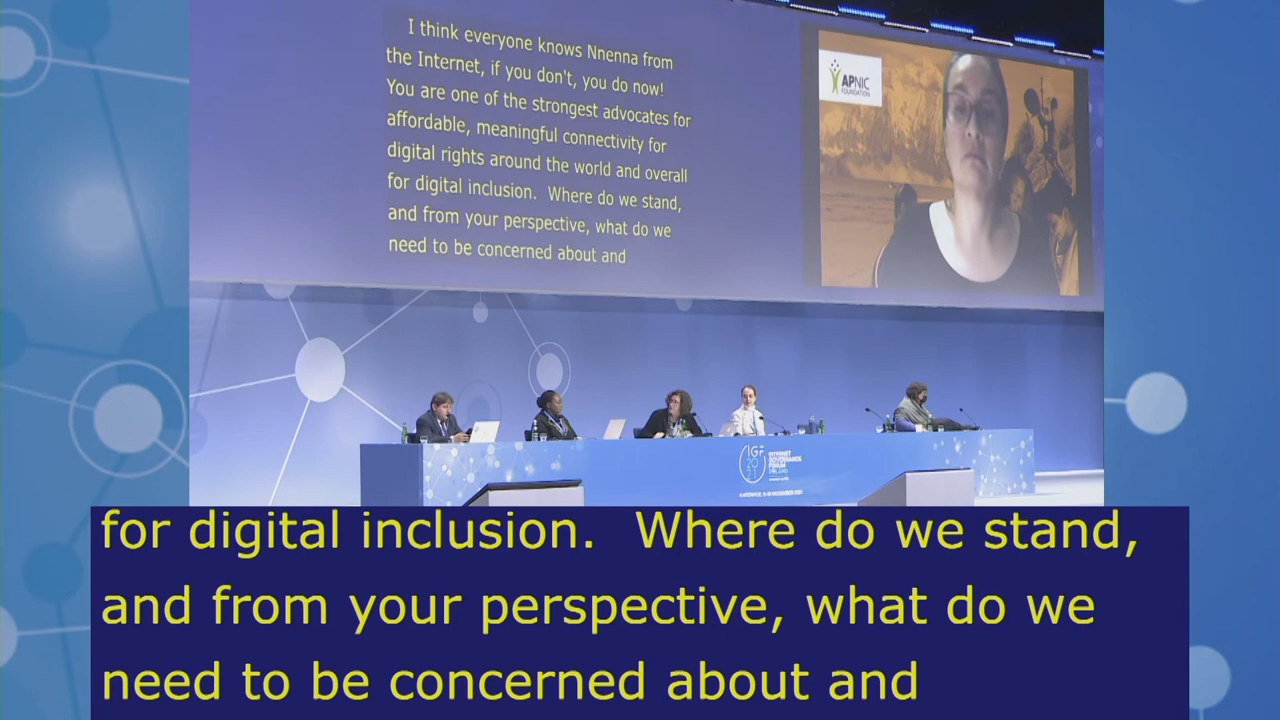 I think everyone knows Nnenna from
the Internet, if you don't, you do now!
You are one of the strongest advocates for
affordable, meaningful connectivity for
digital rights around the world and overall
for digital inclusion.  Where do we stand,
and from your perspective, what do we
need to be concerned about and
APNIC
FOUNDATION
IGF
20
21
INTERNET
GOVERNANCE
FORUM
for digital inclusion.  Where do we stand,
and from your perspective, what do we
need to be concerned about and